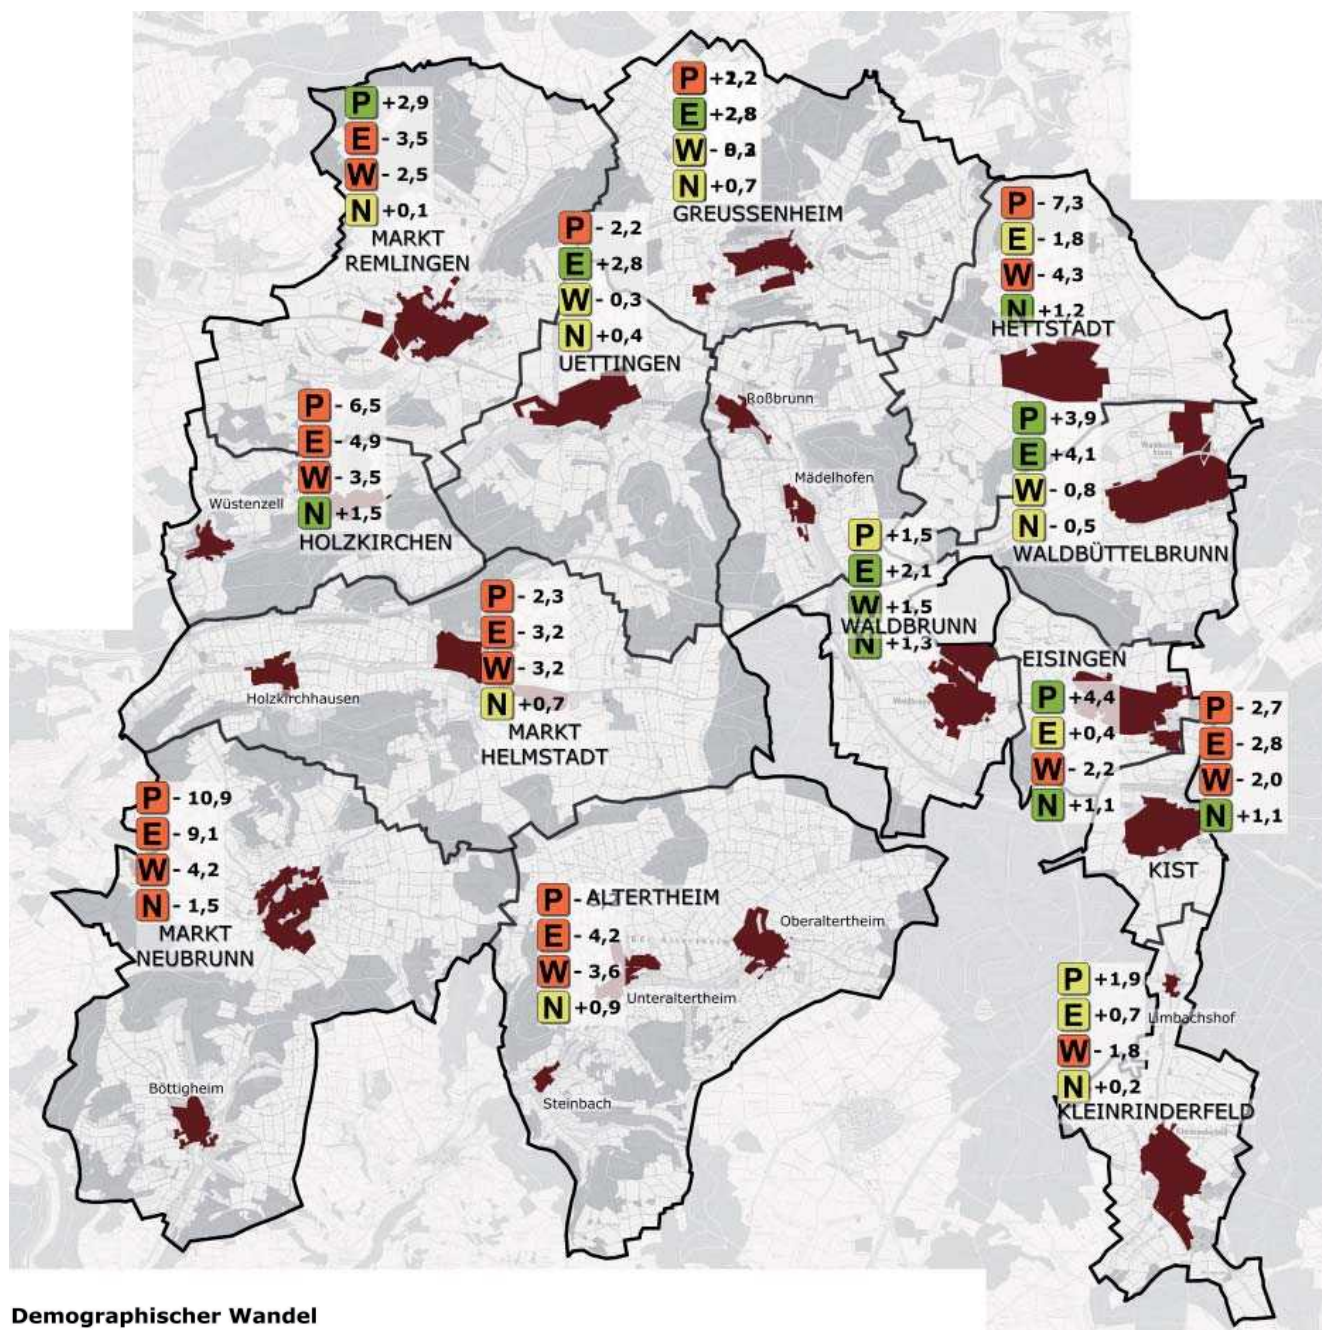 P +2,9
E - 3,5
W - 2,5
N +0,1
MARKT
REMLINGEN
P
E +2,8
W
N +0,7
GREUSSENHEIM
P - 2,2
E +2,8
W - 0,3
N +0,4
UETTINGEN
P - 7,3
E - 1,8
W - 4,3
N +1,2
HETTSTADT
P - 6,5
E - 4,9
W - 3,5
N +1,5
HOLZKIRCHEN
Wüstenzell
Roßbrunn
Mädelhofen
P +3,9
E +4,1
W - 0,8
N - 0,5
WALDBÜTTELBRUNN
P +1,5
E +2,1
W +1,5
WALDBRUNN
N +1,3
P - 2,3
E - 3,2
W - 3,2
N +0,7
MARKT
HELMSTADT
Holzkirchhausen
EISINGEN
P +4,4
E +0,4
W - 2,2
N +1,1
P - 2,7
E - 2,8
W - 2,0
N +1,1
KIST
P - 10,9
E - 9,1
W - 4,2
N - 1,5
MARKT
NEUBRUNN
P - ALTERTHEIM
E - 4,2
W - 3,6
N +0,9
Oberaltertheim
Unteraltertheim
Steinbach
Böttigheim
P +1,9
E +0,7
W - 1,8
N +0,2
Limbachshof
KLEINRINDERFELD
Demographischer Wandel